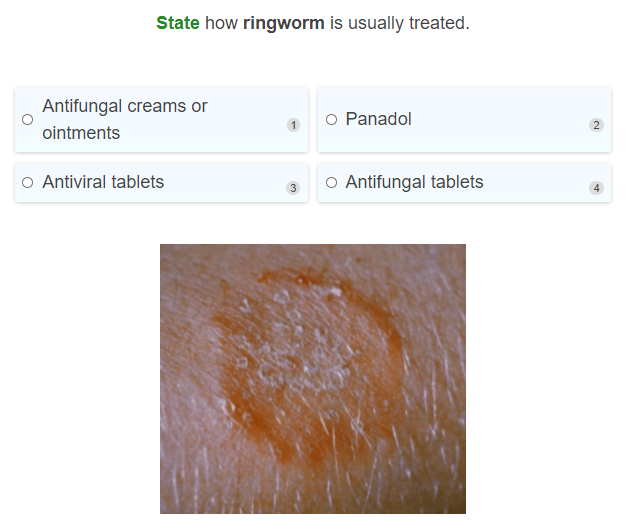 State how ringworm is usually treated.
Antifungal creams or
ointments
1
Panadol
2
Antiviral tablets
3
Antifungal tablets
4